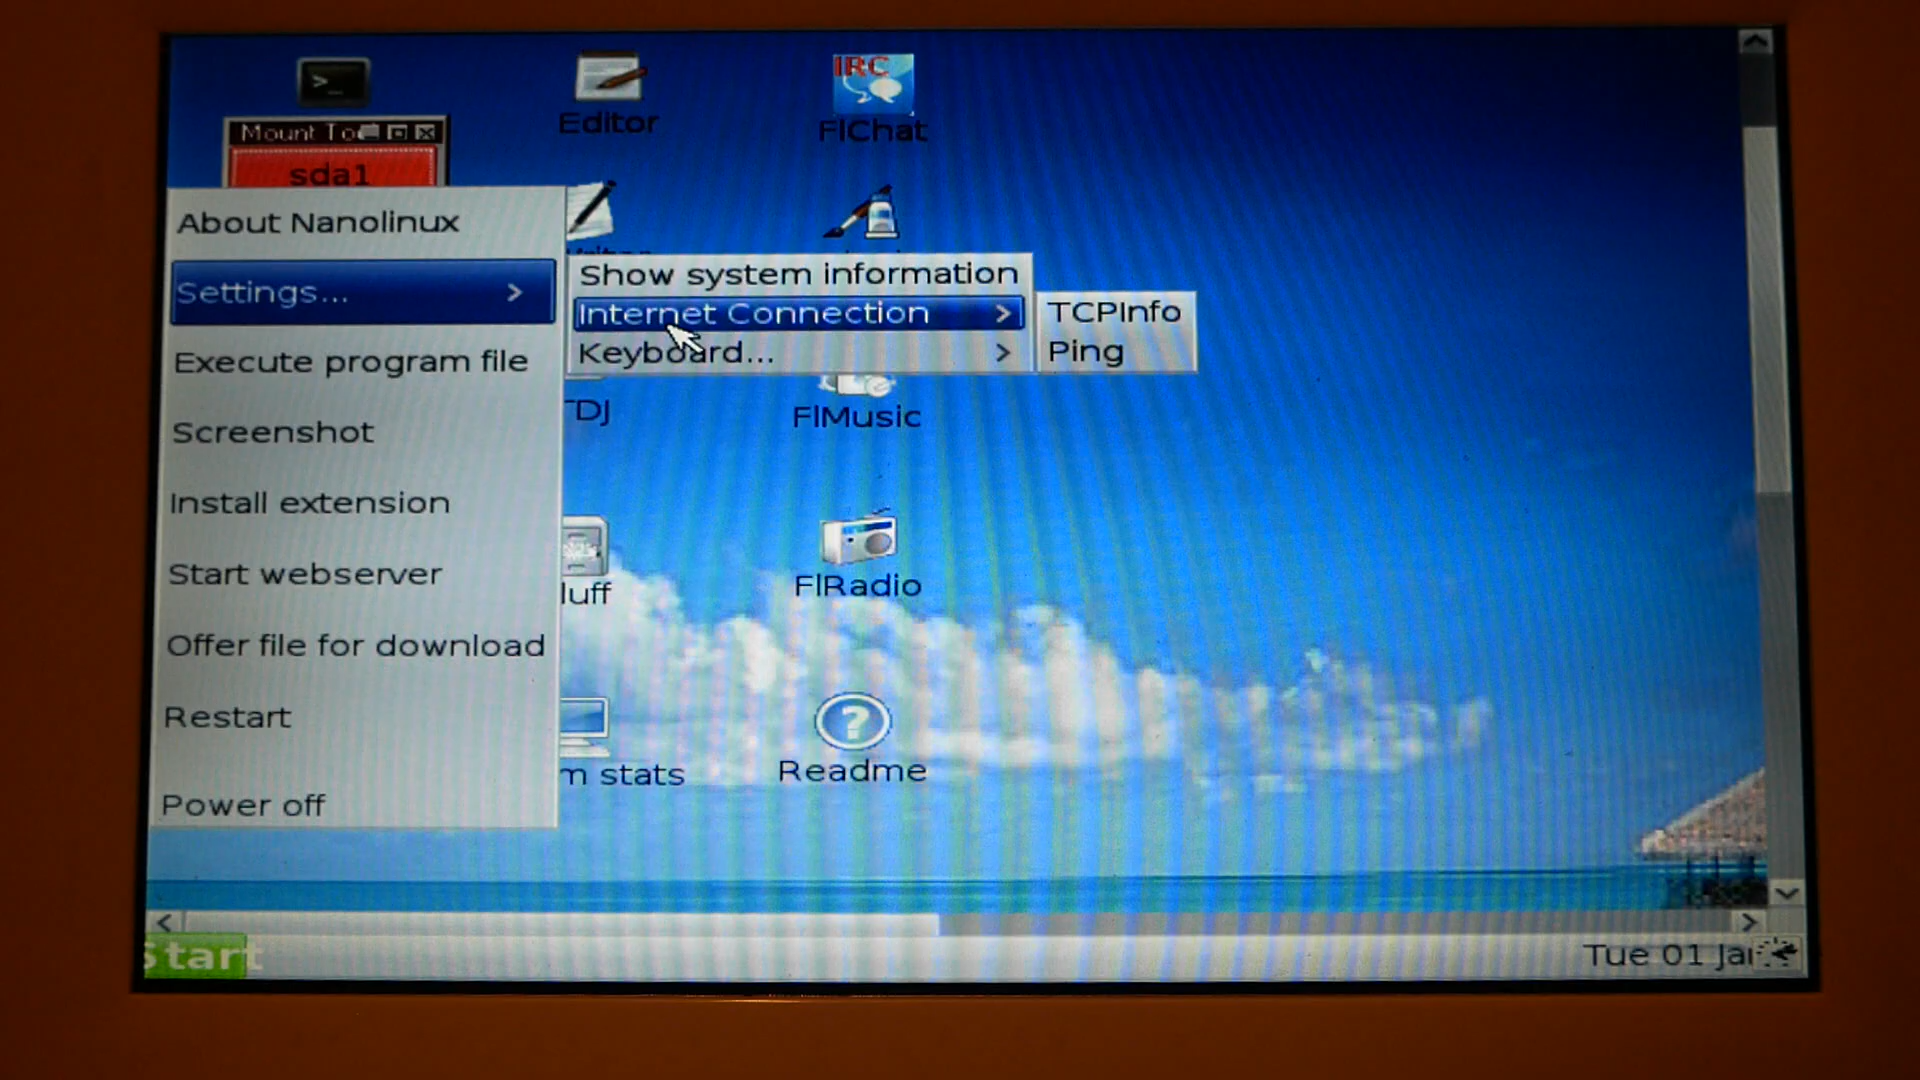 >_
Editor
IRC
FlChat
Mount To
sda1
About Nanolinux
Settings... >
Show system information
Internet Connection >
TCPInfo
Keyboard... >
Ping
Execute program file
DJ
FlMusic
Screenshot
Install extension
Start webserver
luff
FlRadio
Offer file for download
Restart
?
m stats
Readme
Power off
Start
Tue 01 Ja